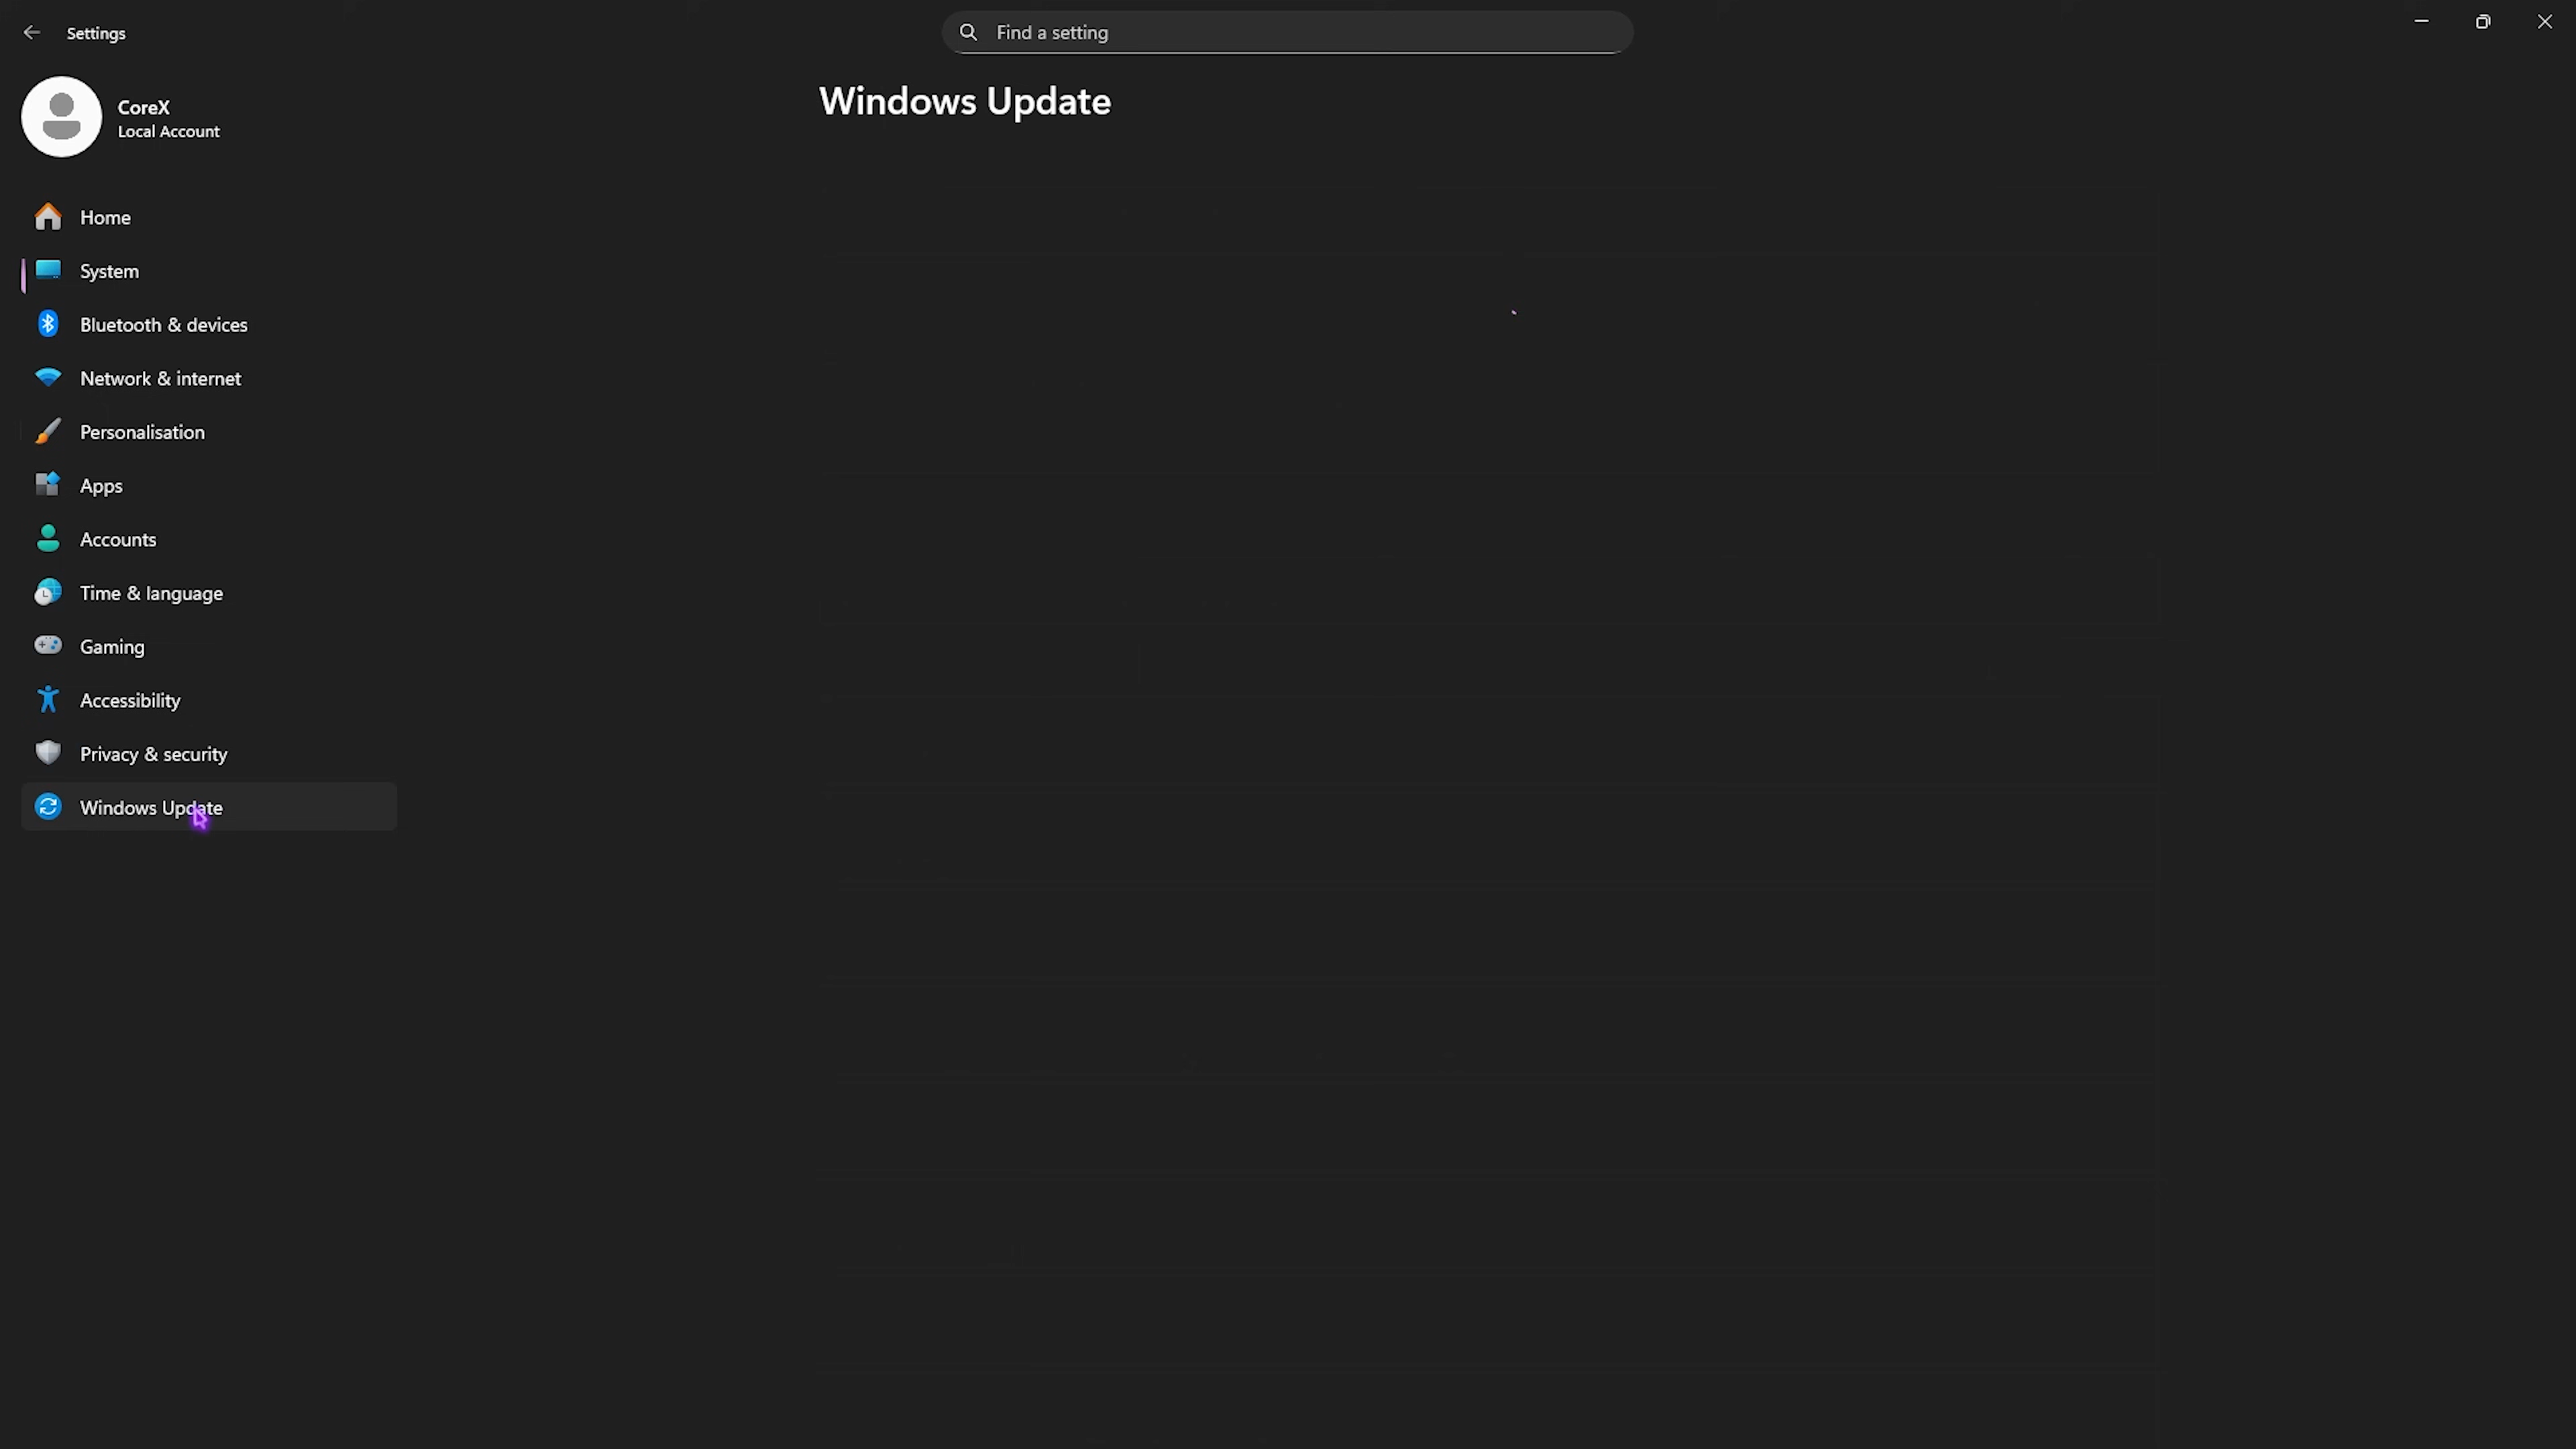 Settings
Find a setting
CoreX
Local Account
Windows Update
Home
System
Bluetooth & devices
Network & internet
Personalisation
Apps
Accounts
Time & language
Gaming
Accessibility
Privacy & security
Windows Update